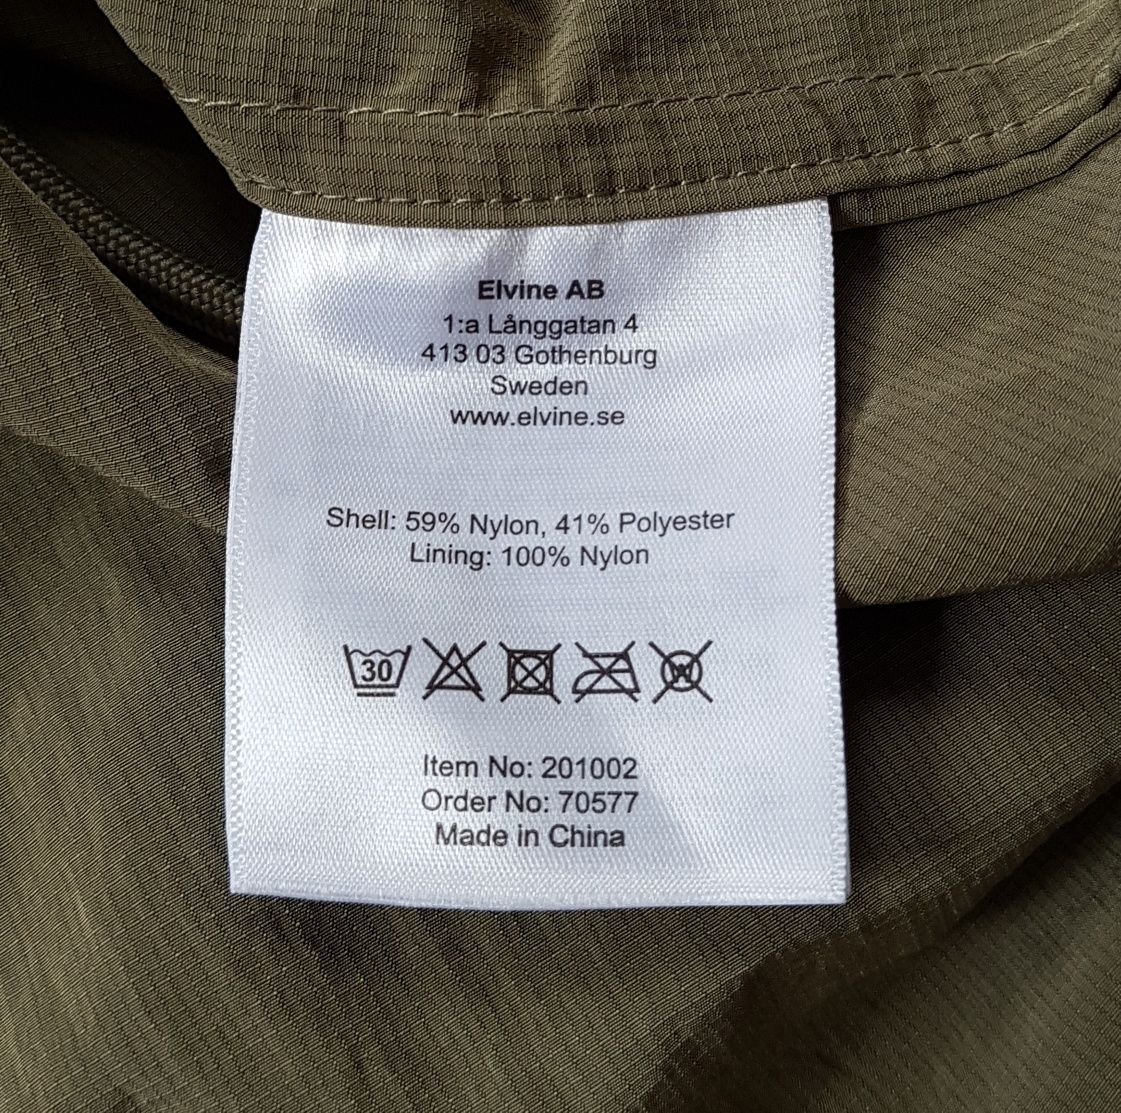 Elvine AB
1:a Långgatan 4
413 03 Gothenburg
Sweden
www.elvine.se
Shell: 59% Nylon, 41% Polyester
Lining: 100% Nylon
30 W
Item No: 201002
Order No: 70577
Made in China